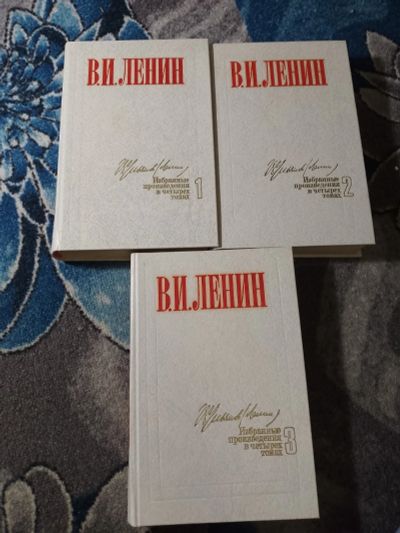 В.И.ЛЕНИН
Избранные
произведения
в четырех
томах
1
В.И.ЛЕНИН
Избранные
произведения
в четырех
томах
2
В.И.ЛЕНИН
Избранные
произведения
в четырех
томах
3